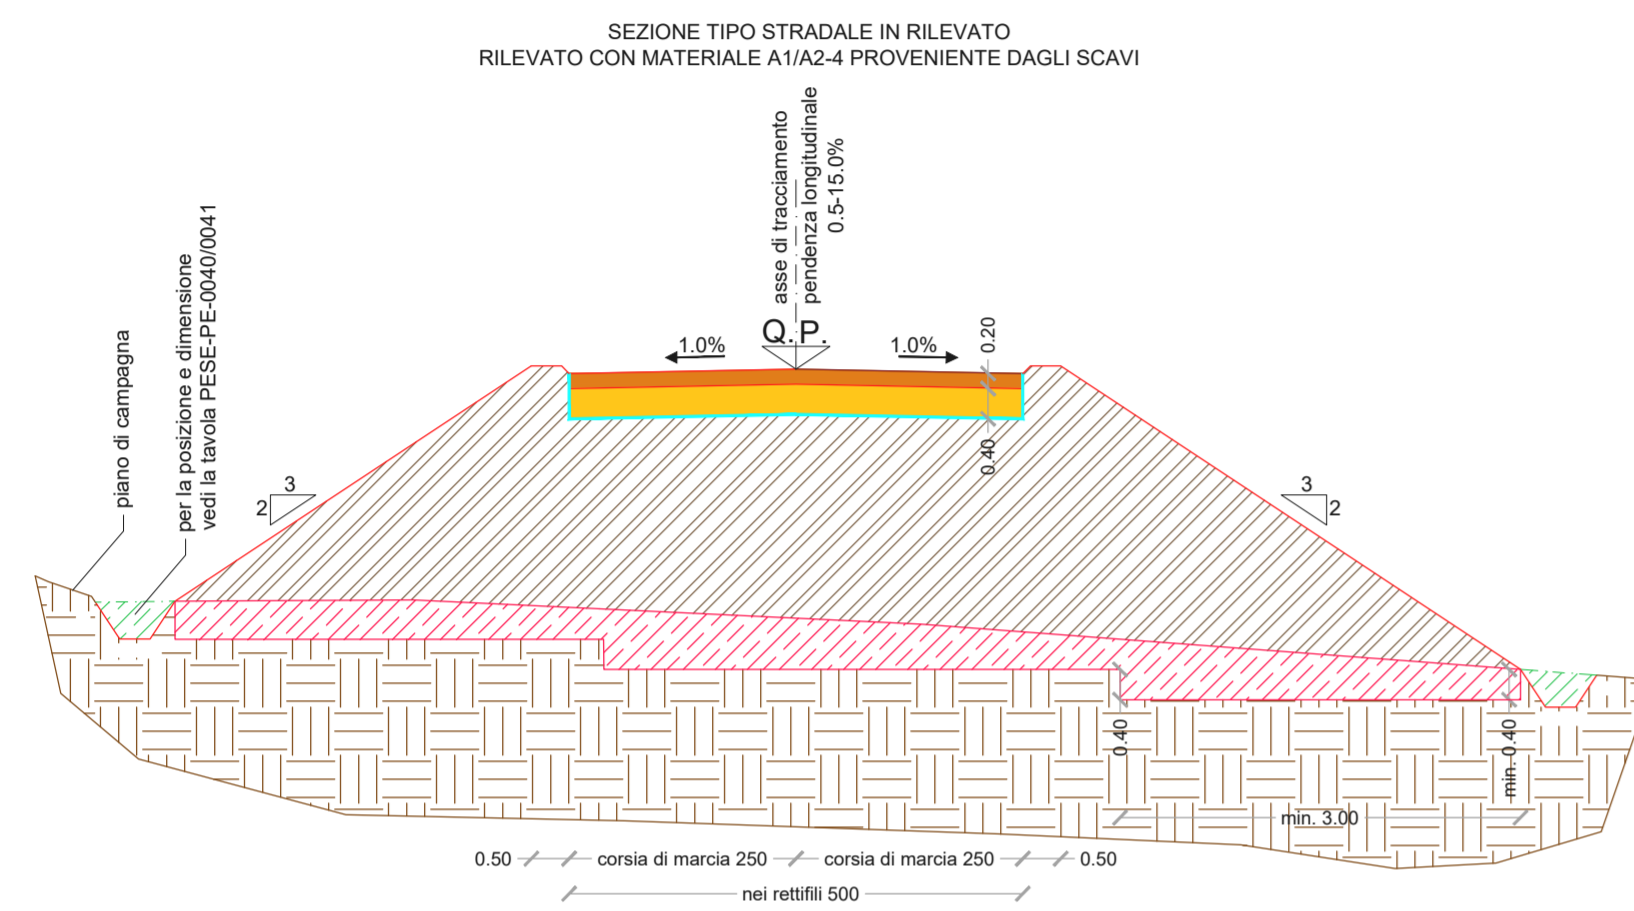 SEZIONE TIPO STRADALE IN RILEVATO
RILEVATO CON MATERIALE A1/A2-4 PROVENIENTE DAGLI SCAVI
asse di tracciamento
pendenza longitudinale
0.5-15.0%
piano di campagna
per la posizione e dimensione
vedi la tavola PESE-PE-0040/0041
Q.P.
1.0%
1.0%
0.20
0.40
3
2
3
2
0.40
min. 0.40
min. 3.00
0.50
corsia di marcia 250
corsia di marcia 250
0.50
nei rettifili 500